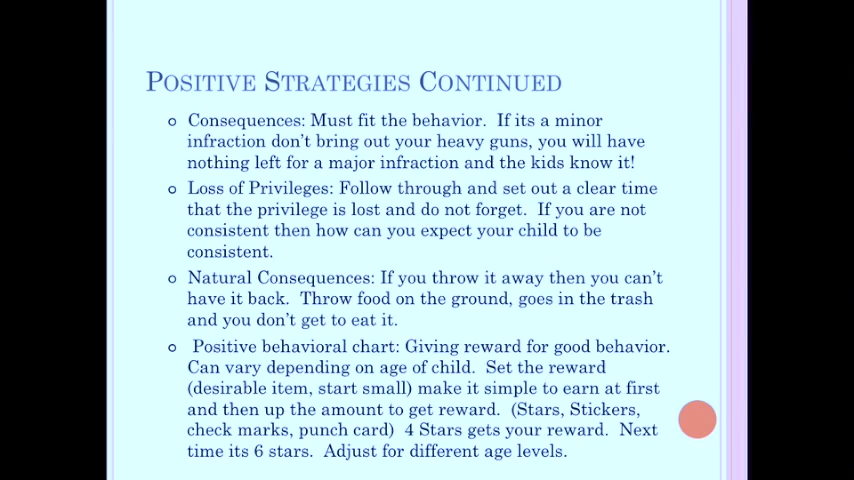 POSITIVE STRATEGIES CONTINUED
Consequences: Must fit the behavior.  If its a minor
infraction don't bring out your heavy guns, you will have
nothing left for a major infraction and the kids know it!
Loss of Privileges: Follow through and set out a clear time
that the privilege is lost and do not forget.  If you are not
consistent then how can you expect your child to be
consistent.
Natural Consequences: If you throw it away then you can't
have it back.  Throw food on the ground, goes in the trash
and you don't get to eat it.
Positive behavioral chart: Giving reward for good behavior.
Can vary depending on age of child.  Set the reward
(desirable item, start small) make it simple to earn at first
and then up the amount to get reward.  (Stars, Stickers,
check marks, punch card)  4 Stars gets your reward.  Next
time its 6 stars.  Adjust for different age levels.